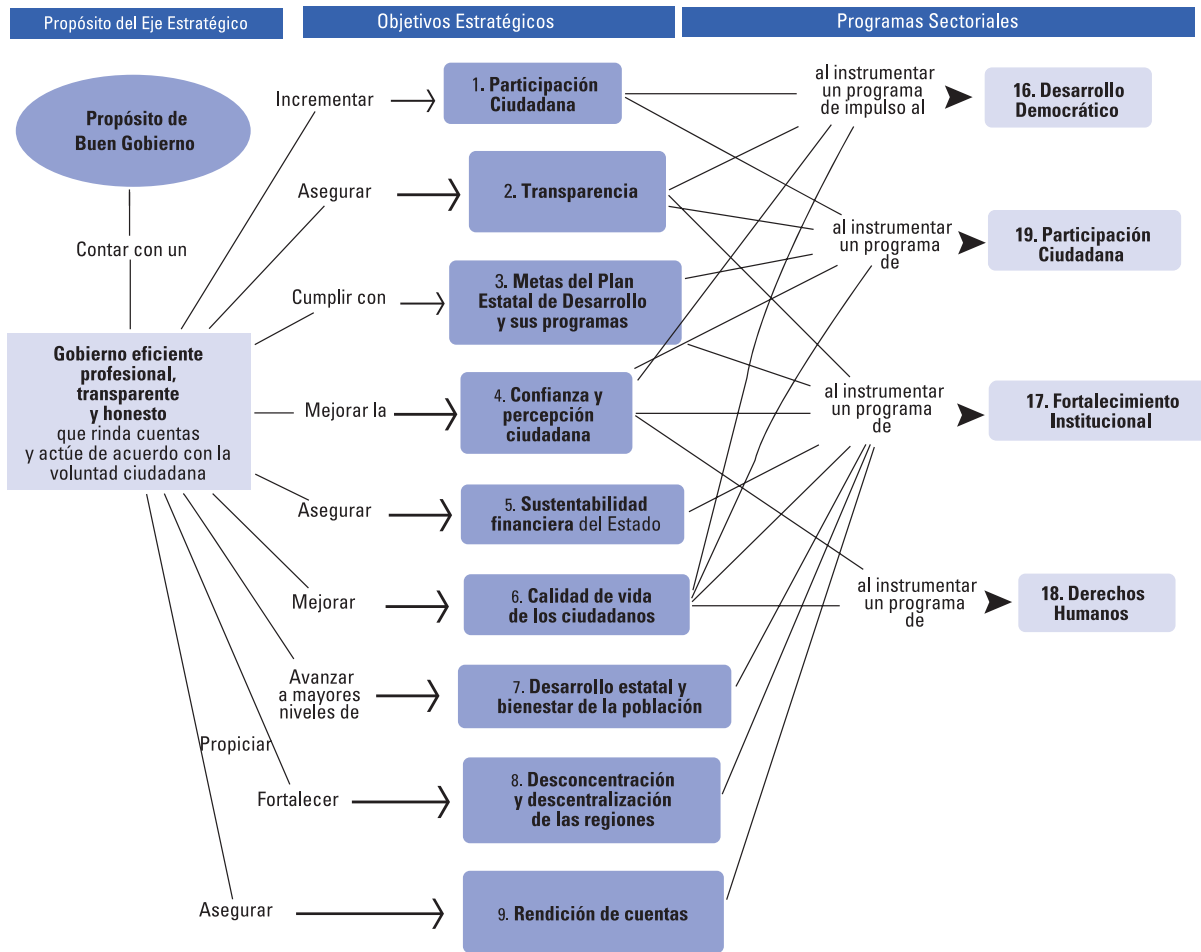 Propósito del Eje Estratégico
Objetivos Estratégicos
Programas Sectoriales
Propósito de
Buen Gobierno
Contar con un
Gobierno eficiente
profesional,
transparente
y honesto
que rinda cuentas
y actúe de acuerdo con la
voluntad ciudadana
Incrementar
Asegurar
Cumplir con
Mejorar la
Asegurar
Mejorar
Avanzar
a mayores
niveles de
Propiciar
Fortalecer
Asegurar
1. Participación
Ciudadana
2. Transparencia
3. Metas del Plan
Estatal de Desarrollo
y sus programas
4. Confianza y
percepción
ciudadana
5. Sustentabilidad
financiera del Estado
6. Calidad de vida
de los ciudadanos
7. Desarrollo estatal y
bienestar de la población
8. Desconcentración
y descentralización
de las regiones
9. Rendición de cuentas
al instrumentar
un programa
de impulso al
16. Desarrollo
Democrático
al instrumentar
un programa
de
19. Participación
Ciudadana
al instrumentar
un programa
de
17. Fortalecimiento
Institucional
al instrumentar
un programa
de
18. Derechos
Humanos